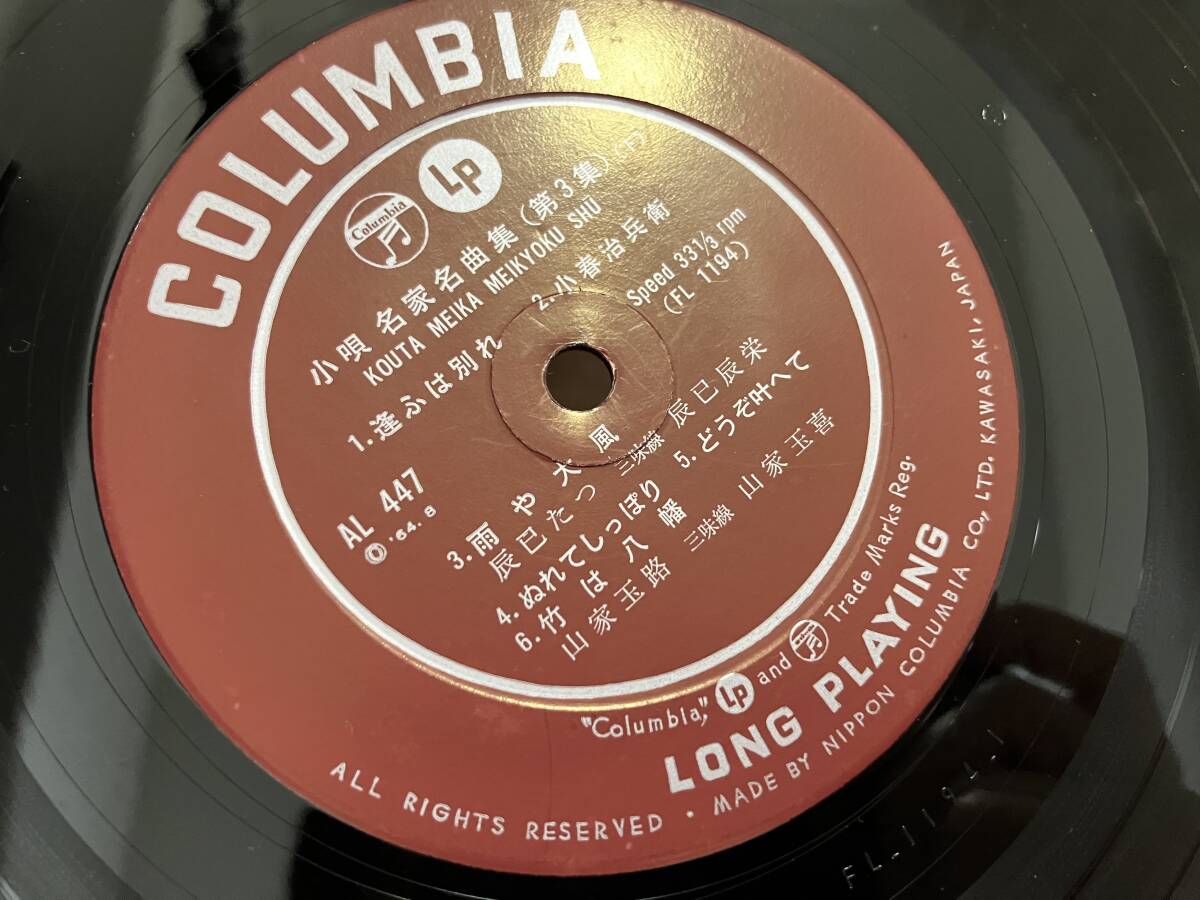 COLUMBIA
Columbia
LP
小唄 名家名曲集 (第3集) (下)
KOUTA MEIKA MEIKYOKU SHU
1. 逢ふは別れ
2. 小春治兵衛
Speed 33 1/3 rpm
(FL 1194)
AL 447
Ⓟ '64.8
3. 雨や大風
辰巳たつ 三味線 辰巳辰栄
4. ぬれてしっぽり
5. どうぞ叶へて
6. 竹は八幡
山家玉路 三味線 山家玉喜
"Columbia," LP and Trade Marks Reg.
LONG PLAYING
ALL RIGHTS RESERVED • MADE BY NIPPON COLUMBIA CO., LTD. KAWASAKI, JAPAN
FL-1194-1